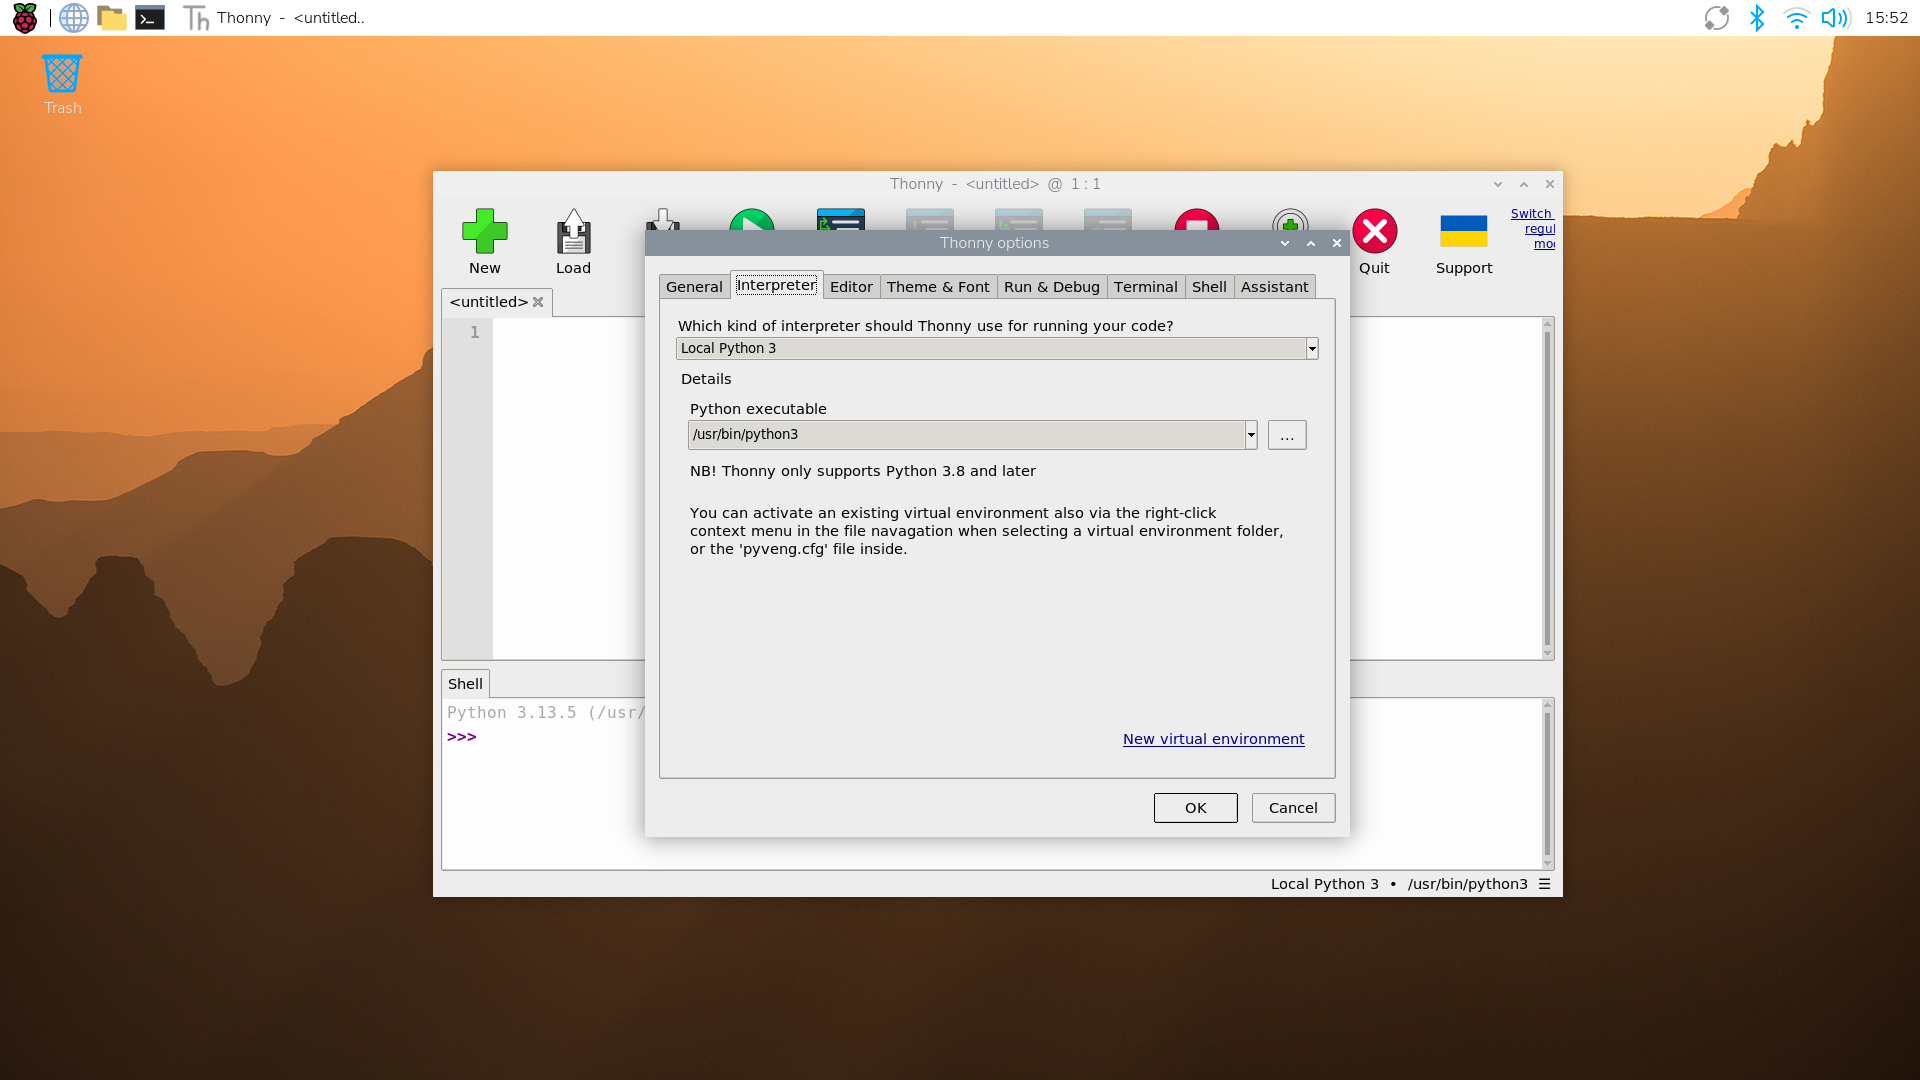 Thonny - <untitled..
15:52
Trash
Thonny - <untitled> @ 1 : 1
New
Load
Quit
Support
Switch
regul
mo
Thonny options
General Interpreter Editor Theme & Font Run & Debug Terminal Shell Assistant
<untitled>
1
Which kind of interpreter should Thonny use for running your code?
Local Python 3
Details
Python executable
/usr/bin/python3
...
NB! Thonny only supports Python 3.8 and later
You can activate an existing virtual environment also via the right-click
context menu in the file navagation when selecting a virtual environment folder,
or the 'pyveng.cfg' file inside.
New virtual environment
OK
Cancel
Shell
Python 3.13.5 (/usr/
>>>
Local Python 3 • /usr/bin/python3 ☰